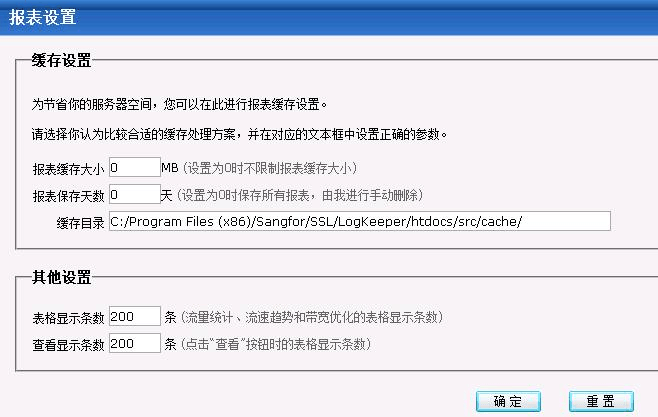 报表设置
缓存设置
为节省你的服务器空间，您可以在此进行报表缓存设置。
请选择你认为比较合适的缓存处理方案，并在对应的文本框中设置正确的参数。
报表缓存大小 0 MB (设置为0时不限制报表缓存大小)
报表保存天数 0 天 (设置为0时保存所有报表，由我进行手动删除)
缓存目录 C:/Program Files (x86)/Sangfor/SSL/LogKeeper/htdocs/src/cache/
其他设置
表格显示条数 200 条 (流量统计、流速趋势和带宽优化的表格显示条数)
查看显示条数 200 条 (点击"查看"按钮时的表格显示条数)
确定 重置